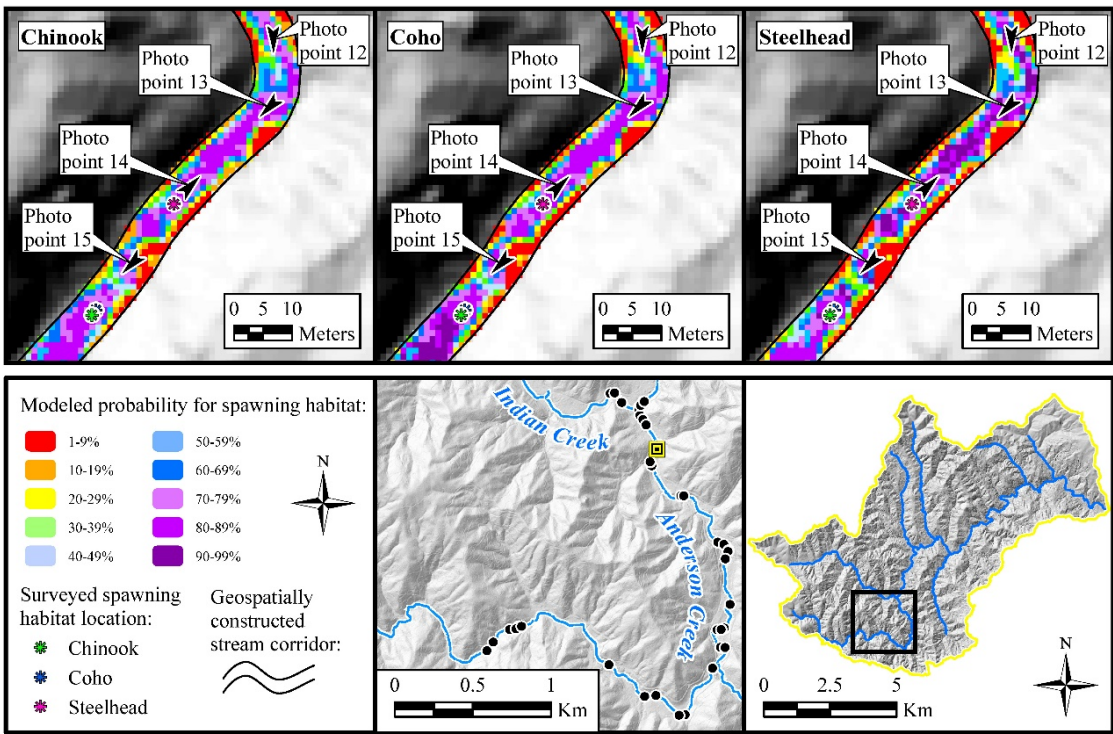 Chinook
Photo
point 12
Photo
point 13
Photo
point 14
Photo
point 15
0 5 10
Meters
Coho
Photo
point 12
Photo
point 13
Photo
point 14
Photo
point 15
0 5 10
Meters
Steelhead
Photo
point 12
Photo
point 13
Photo
point 14
Photo
point 15
0 5 10
Meters
Modeled probability for spawning habitat:
1-9%
10-19%
20-29%
30-39%
40-49%
50-59%
60-69%
70-79%
80-89%
90-99%
N
Surveyed spawning
habitat location:
Chinook
Coho
Steelhead
Geospatially
constructed
stream corridor:
Indian Creek
Anderson Creek
0 1
Km
N
0 2.5 5
Km